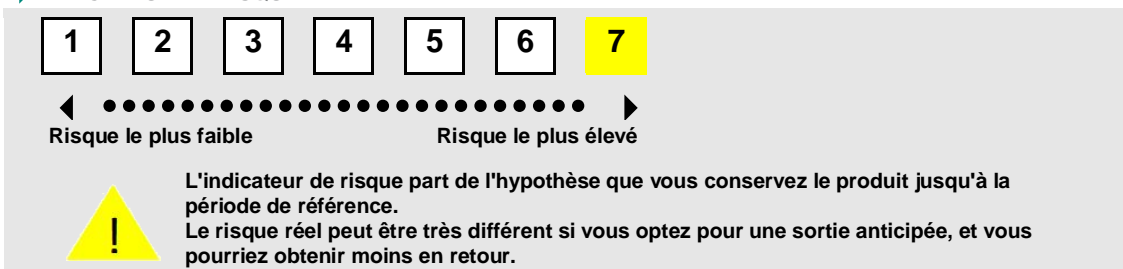 1 2 3 4 5 6 7
Risque le plus faible Risque le plus élevé
L'indicateur de risque part de l'hypothèse que vous conservez le produit jusqu'à la
période de référence.
Le risque réel peut être très différent si vous optez pour une sortie anticipée, et vous
pourriez obtenir moins en retour.
!